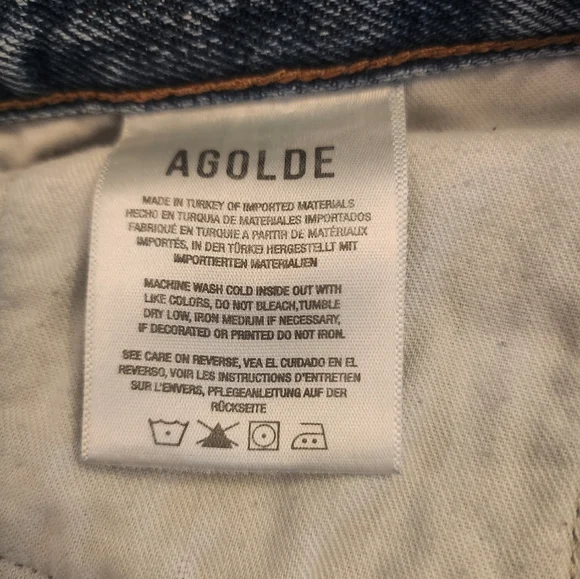 AGOLDE
MADE IN TURKEY OF IMPORTED MATERIALS
HECHO EN TURQUIA DE MATERIALES IMPORTADOS
FABRIQUÉ EN TURQUIE A PARTIR DE MATÉRIAUX
IMPORTÉS, IN DER TÜRKEI HERGESTELLT MIT
IMPORTIERTEN MATERIALIEN
MACHINE WASH COLD INSIDE OUT WITH
LIKE COLORS, DO NOT BLEACH,TUMBLE
DRY LOW, IRON MEDIUM IF NECESSARY,
IF DECORATED OR PRINTED DO NOT IRON.
SEE CARE ON REVERSE, VEA EL CUIDADO EN EL
REVERSO, VOIR LES INSTRUCTIONS D'ENTRETIEN
SUR L'ENVERS, PFLEGEANLEITUNG AUF DER
RÜCKSEITE